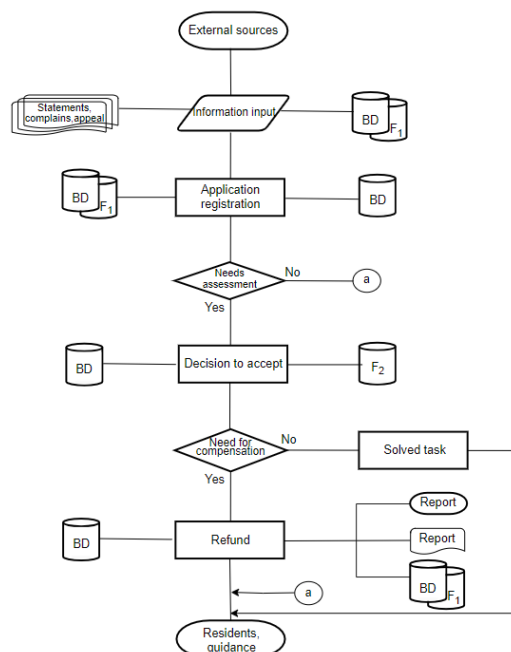 External sources
Statements,
complains,appeal
Information input
BD
F1
BD
F1
Application
registration
BD
Needs
assessment
No
a
Yes
BD
Decision to accept
F2
Need for
compensation
No
Solved task
Yes
Report
BD
Refund
Report
BD
F1
a
Residents,
guidance